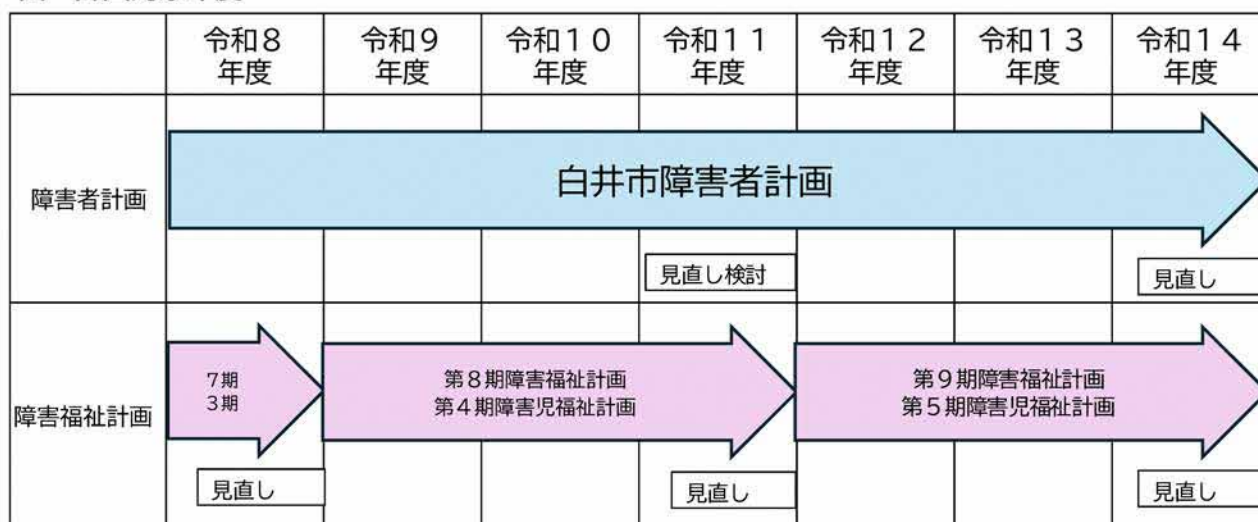 令和８
年度
令和９
年度
令和１０
年度
令和１１
年度
令和１２
年度
令和１３
年度
令和１４
年度
障害者計画
白井市障害者計画
見直し検討
見直し
障害福祉計画
７期
３期
第８期障害福祉計画
第４期障害児福祉計画
第９期障害福祉計画
第５期障害児福祉計画
見直し
見直し
見直し